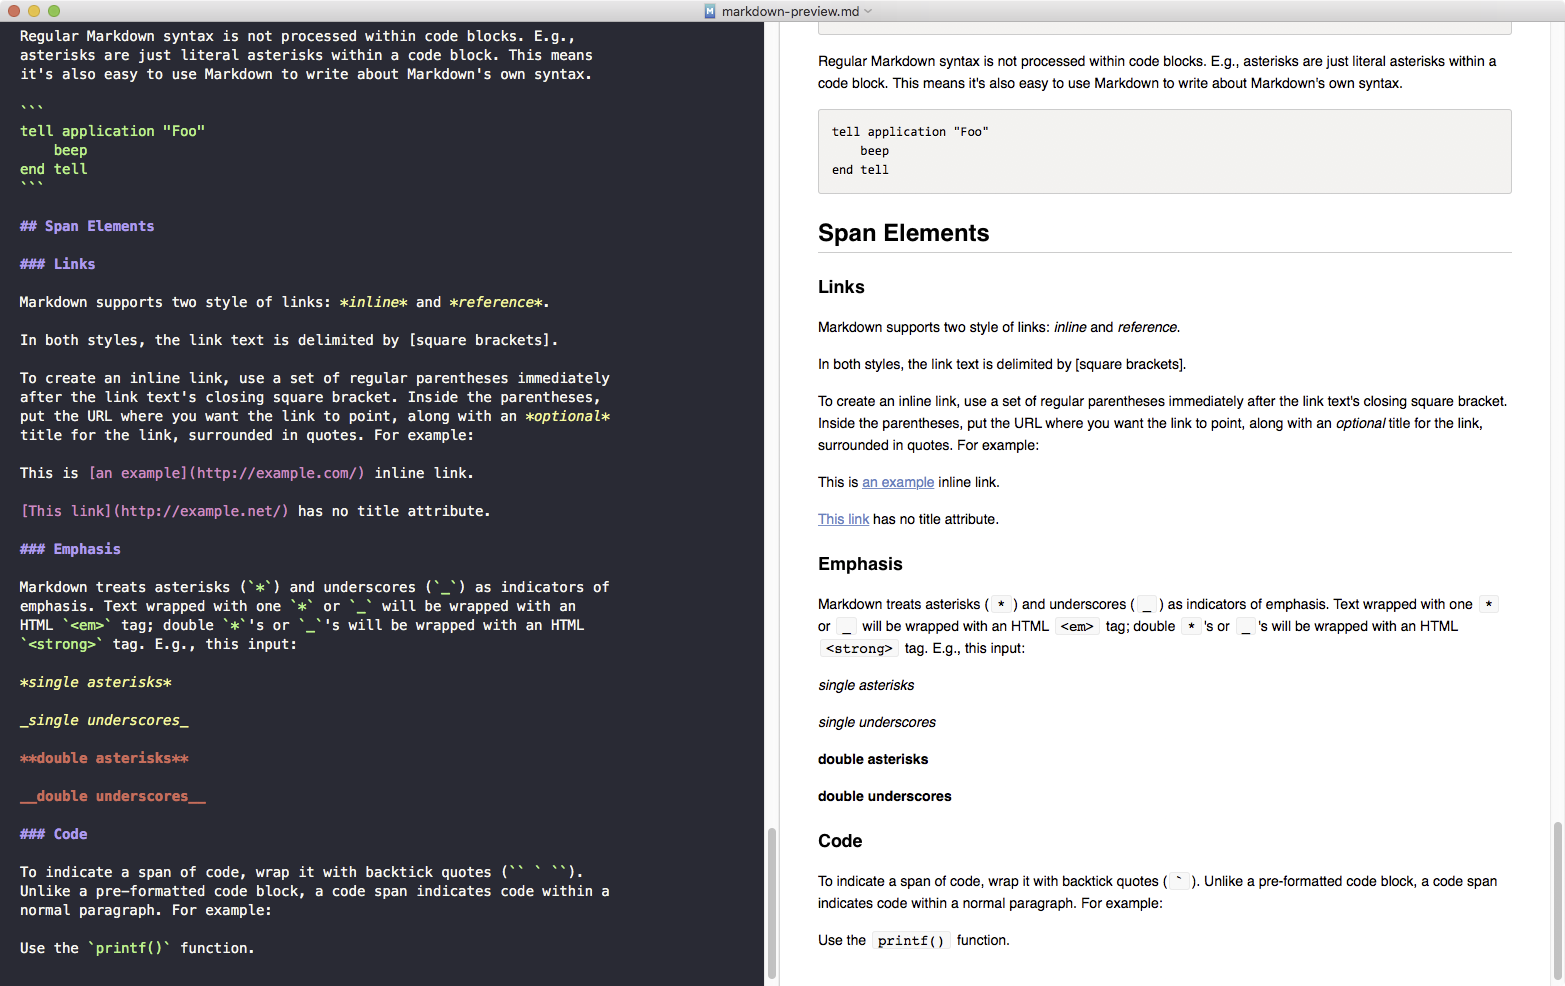 markdown-preview.md
Regular Markdown syntax is not processed within code blocks. E.g.,
asterisks are just literal asterisks within a code block. This means
it's also easy to use Markdown to write about Markdown's own syntax.
```
tell application "Foo"
    beep
end tell
```
## Span Elements
### Links
Markdown supports two style of links: *inline* and *reference*.
In both styles, the link text is delimited by [square brackets].
To create an inline link, use a set of regular parentheses immediately
after the link text's closing square bracket. Inside the parentheses,
put the URL where you want the link to point, along with an *optional*
title for the link, surrounded in quotes. For example:
This is [an example](http://example.com/) inline link.
[This link](http://example.net/) has no title attribute.
### Emphasis
Markdown treats asterisks (`*`) and underscores (`_`) as indicators of
emphasis. Text wrapped with one `*` or `_` will be wrapped with an
HTML `<em>` tag; double `*`'s or `_`'s will be wrapped with an HTML
`<strong>` tag. E.g., this input:
*single asterisks*
_single underscores_
**double asterisks**
__double underscores__
### Code
To indicate a span of code, wrap it with backtick quotes (`` ` ``).
Unlike a pre-formatted code block, a code span indicates code within a
normal paragraph. For example:
Use the `printf()` function.
Regular Markdown syntax is not processed within code blocks. E.g., asterisks are just literal asterisks within a
code block. This means it's also easy to use Markdown to write about Markdown's own syntax.
tell application "Foo"
    beep
end tell
Span Elements
Links
Markdown supports two style of links: inline and reference.
In both styles, the link text is delimited by [square brackets].
To create an inline link, use a set of regular parentheses immediately after the link text's closing square bracket.
Inside the parentheses, put the URL where you want the link to point, along with an optional title for the link,
surrounded in quotes. For example:
This is an example inline link.
This link has no title attribute.
Emphasis
Markdown treats asterisks ( * ) and underscores ( _ ) as indicators of emphasis. Text wrapped with one *
or _ will be wrapped with an HTML <em> tag; double * 's or _ 's will be wrapped with an HTML
<strong> tag. E.g., this input:
single asterisks
single underscores
double asterisks
double underscores
Code
To indicate a span of code, wrap it with backtick quotes ( ` ). Unlike a pre-formatted code block, a code span
indicates code within a normal paragraph. For example:
Use the printf() function.